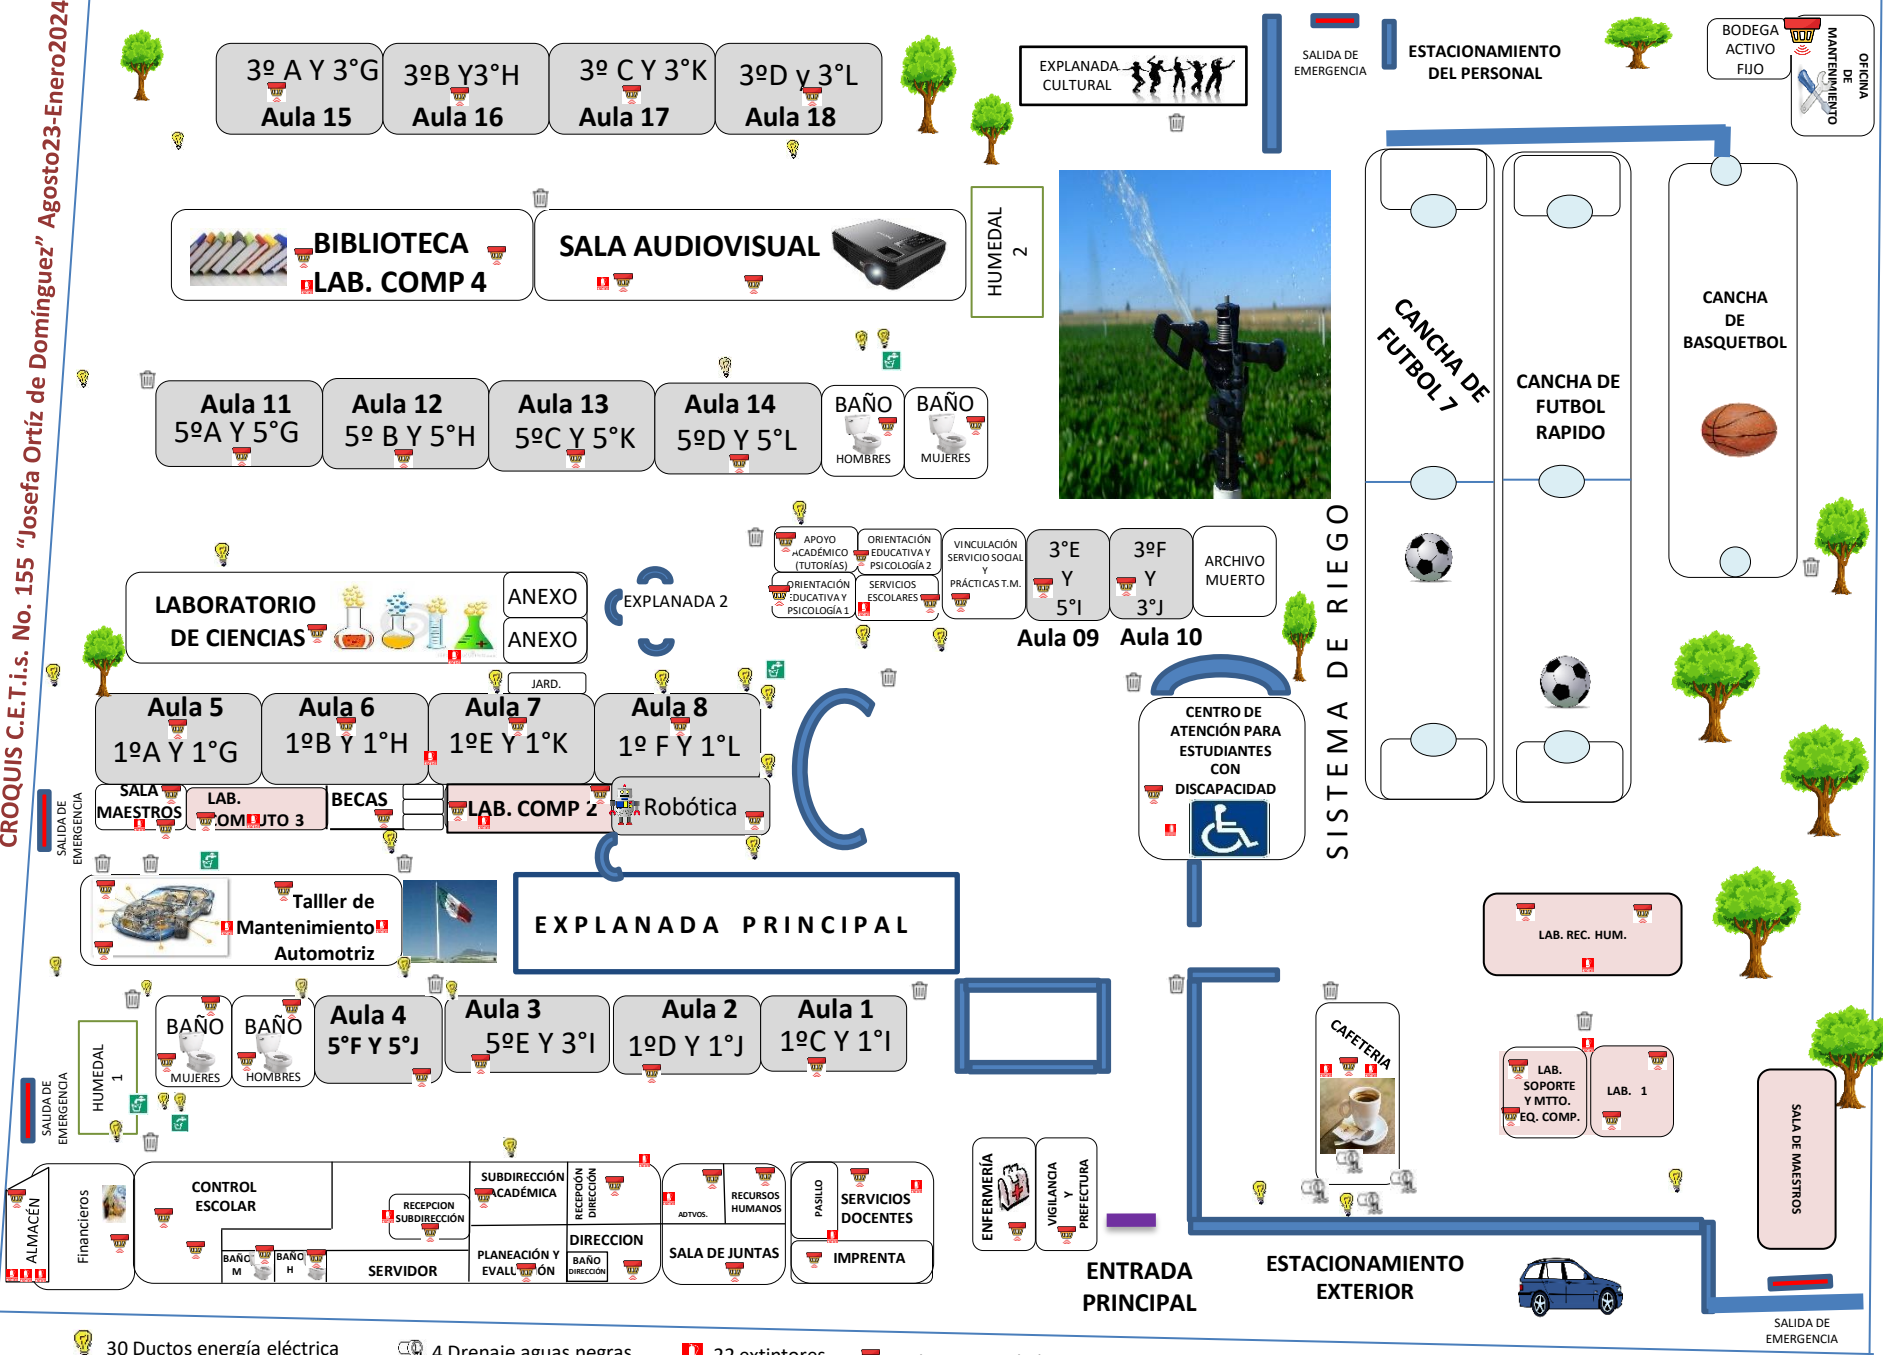 CROQUIS C.E.T.i.s. No. 155 “Josefa Ortíz de Domínguez” Agosto23-Enero2024
3º A Y 3°G
Aula 15
3ºB Y3°H
Aula 16
3º C Y 3°K
Aula 17
3ºD y 3°L
Aula 18
EXPLANADA
CULTURAL
SALIDA DE
EMERGENCIA
ESTACIONAMIENTO
DEL PERSONAL
BODEGA
ACTIVO
FIJO
OFICINA
DE
MANTENIMIENTO
BIBLIOTECA
LAB. COMP 4
SALA AUDIOVISUAL
HUMEDAL
2
CANCHA DE
FUTBOL 7
CANCHA DE
FUTBOL
RAPIDO
CANCHA
DE
BASQUETBOL
Aula 11
5ºA Y 5°G
Aula 12
5º B Y 5°H
Aula 13
5ºC Y 5°K
Aula 14
5ºD Y 5°L
BAÑO
HOMBRES
BAÑO
MUJERES
SISTEMA DE RIEGO
APOYO
ACADÉMICO
(TUTORÍAS)
ORIENTACIÓN
EDUCATIVA Y
PSICOLOGÍA 2
ORIENTACIÓN
EDUCATIVA Y
PSICOLOGÍA 1
SERVICIOS
ESCOLARES
VINCULACIÓN
SERVICIO SOCIAL
Y
PRÁCTICAS T.M.
3°E
Y
5°I
Aula 09
3ºF
Y
3°J
Aula 10
ARCHIVO
MUERTO
LABORATORIO
DE CIENCIAS
ANEXO
ANEXO
EXPLANADA 2
JARD.
Aula 5
1ºA Y 1°G
Aula 6
1ºB Y 1°H
Aula 7
1ºE Y 1°K
Aula 8
1º F Y 1°L
CENTRO DE
ATENCIÓN PARA
ESTUDIANTES
CON
DISCAPACIDAD
SALIDA DE
EMERGENCIA
SALA
MAESTROS
LAB.
COMPUTO 3
BECAS
LAB. COMP 2
Robótica
Talller de
Mantenimiento
Automotriz
EXPLANADA PRINCIPAL
LAB. REC. HUM.
SALIDA DE
EMERGENCIA
HUMEDAL
1
BAÑO
MUJERES
BAÑO
HOMBRES
Aula 4
5°F Y 5°J
Aula 3
5ºE Y 3°I
Aula 2
1ºD Y 1°J
Aula 1
1ºC Y 1°I
CAFETERIA
LAB.
SOPORTE
Y MTTO.
EQ. COMP.
LAB. 1
SALA DE MAESTROS
ALMACÉN
Financieros
CONTROL
ESCOLAR
BAÑO
M
BAÑO
H
RECEPCION
SUBDIRECCIÓN
SERVIDOR
SUBDIRECCIÓN
ACADÉMICA
PLANEACIÓN Y
EVALUACIÓN
RECEPCIÓN
DIRECCIÓN
DIRECCION
BAÑO
DIRECCIÓN
ADTVOS.
RECURSOS
HUMANOS
SALA DE JUNTAS
PASILLO
SERVICIOS
DOCENTES
IMPRENTA
ENFERMERÍA
VIGILANCIA
Y
PREFECTURA
ENTRADA
PRINCIPAL
ESTACIONAMIENTO
EXTERIOR
SALIDA DE
EMERGENCIA
30 Ductos energía eléctrica
4 Drenaje aguas negras
22 extintores